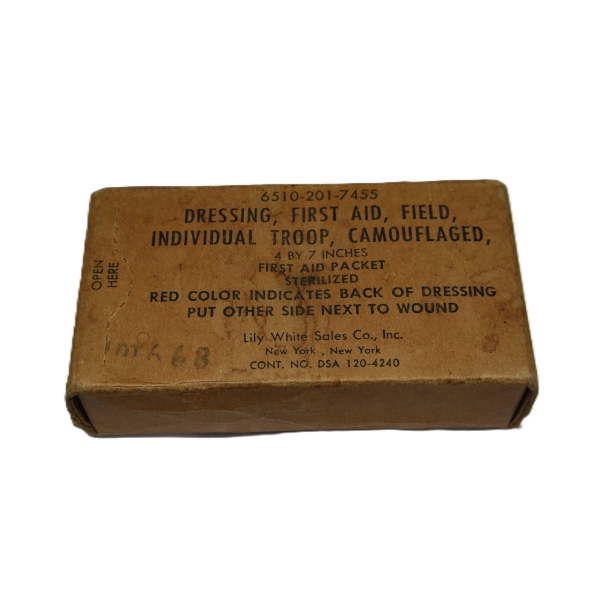 6510-201-7455
DRESSING, FIRST AID, FIELD,
INDIVIDUAL TROOP, CAMOUFLAGED,
4 BY 7 INCHES
FIRST AID PACKET
STERILIZED
RED COLOR INDICATES BACK OF DRESSING
PUT OTHER SIDE NEXT TO WOUND
Lily White Sales Co., Inc.
New York , New York
CONT. NO. DSA 120-4240
OPEN
HERE
68